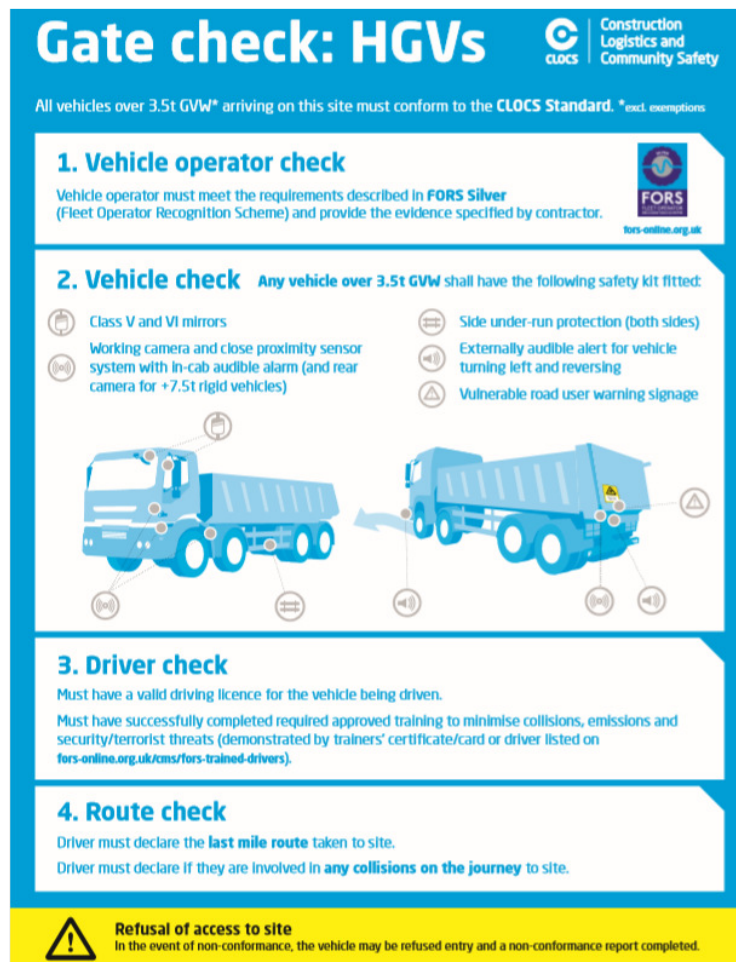 Gate check: HGVs
CLOCS
Construction
Logistics and
Community Safety
All vehicles over 3.5t GVW* arriving on this site must conform to the CLOCS Standard. *excl. exemptions
1. Vehicle operator check
Vehicle operator must meet the requirements described in FORS Silver
(Fleet Operator Recognition Scheme) and provide the evidence specified by contractor.
FORS
fors-online.org.uk
2. Vehicle check Any vehicle over 3.5t GVW shall have the following safety kit fitted:
Class V and VI mirrors
Working camera and close proximity sensor
system with in-cab audible alarm (and rear
camera for +7.5t rigid vehicles)
Side under-run protection (both sides)
Externally audible alert for vehicle
turning left and reversing
Vulnerable road user warning signage
3. Driver check
Must have a valid driving licence for the vehicle being driven.
Must have successfully completed required approved training to minimise collisions, emissions and
security/terrorist threats (demonstrated by trainers' certificate/card or driver listed on
fors-online.org.uk/cms/fors-trained-drivers).
4. Route check
Driver must declare the last mile route taken to site.
Driver must declare if they are involved in any collisions on the journey to site.
Refusal of access to site
In the event of non-conformance, the vehicle may be refused entry and a non-conformance report completed.